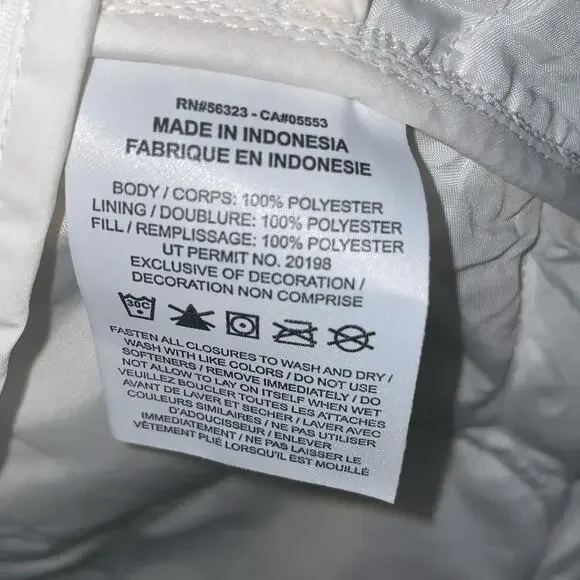 RN#56323 - CA#05553
MADE IN INDONESIA
FABRIQUE EN INDONESIE
BODY / CORPS: 100% POLYESTER
LINING / DOUBLURE: 100% POLYESTER
FILL / REMPLISSAGE: 100% POLYESTER
UT PERMIT NO. 20198
EXCLUSIVE OF DECORATION /
DECORATION NON COMPRISE
30C
FASTEN ALL CLOSURES TO WASH AND DRY /
WASH WITH LIKE COLORS / DO NOT USE
SOFTENERS / REMOVE IMMEDIATELY / DO
NOT ALLOW TO LAY ON ITSELF WHEN WET
VEUILLEZ BOUCLER TOUTES LES ATTACHES
AVANT DE LAVER ET SECHER / LAVER AVEC
COULEURS SIMILAIRES / NE PAS UTILISER
D'ADOUCISSEUR / ENLEVER
IMMEDIATEMENT / NE PAS LAISSER LE
VÊTEMENT PLIÉ LORSQU'IL EST MOUILLÉ